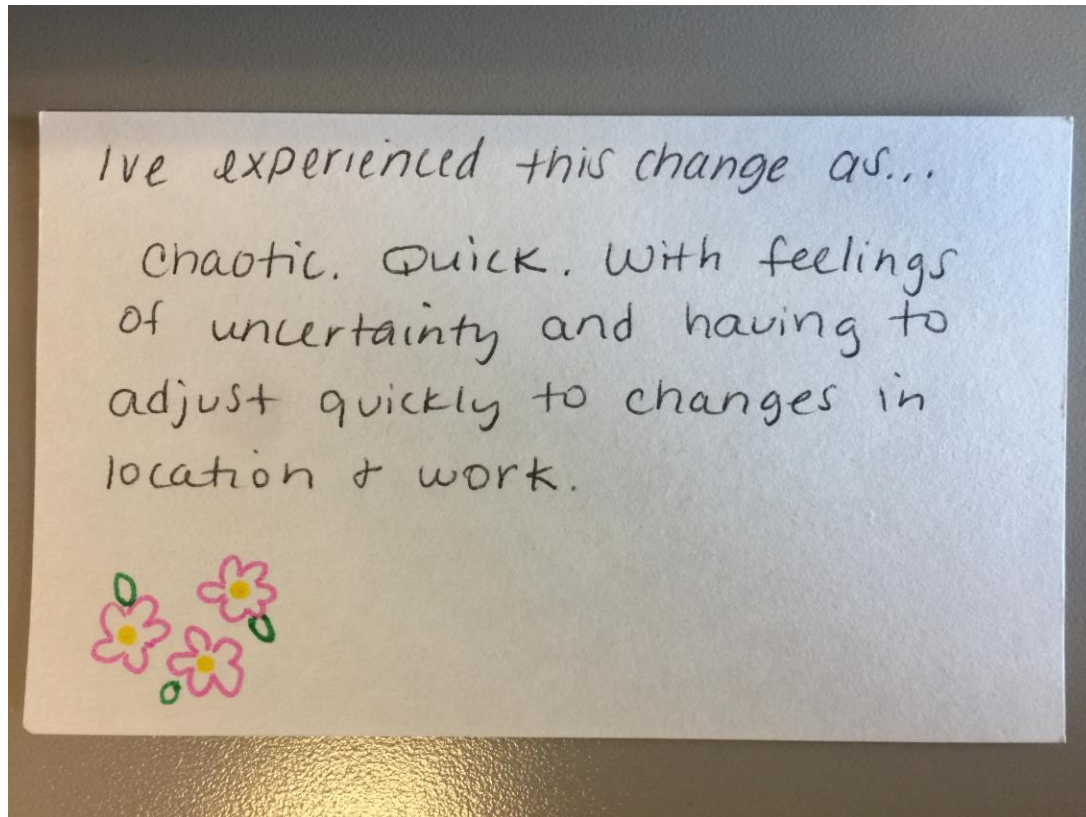 Ive experienced this change as...
Chaotic. Quick. With feelings
of uncertainty and having to
adjust quickly to changes in
location & work.